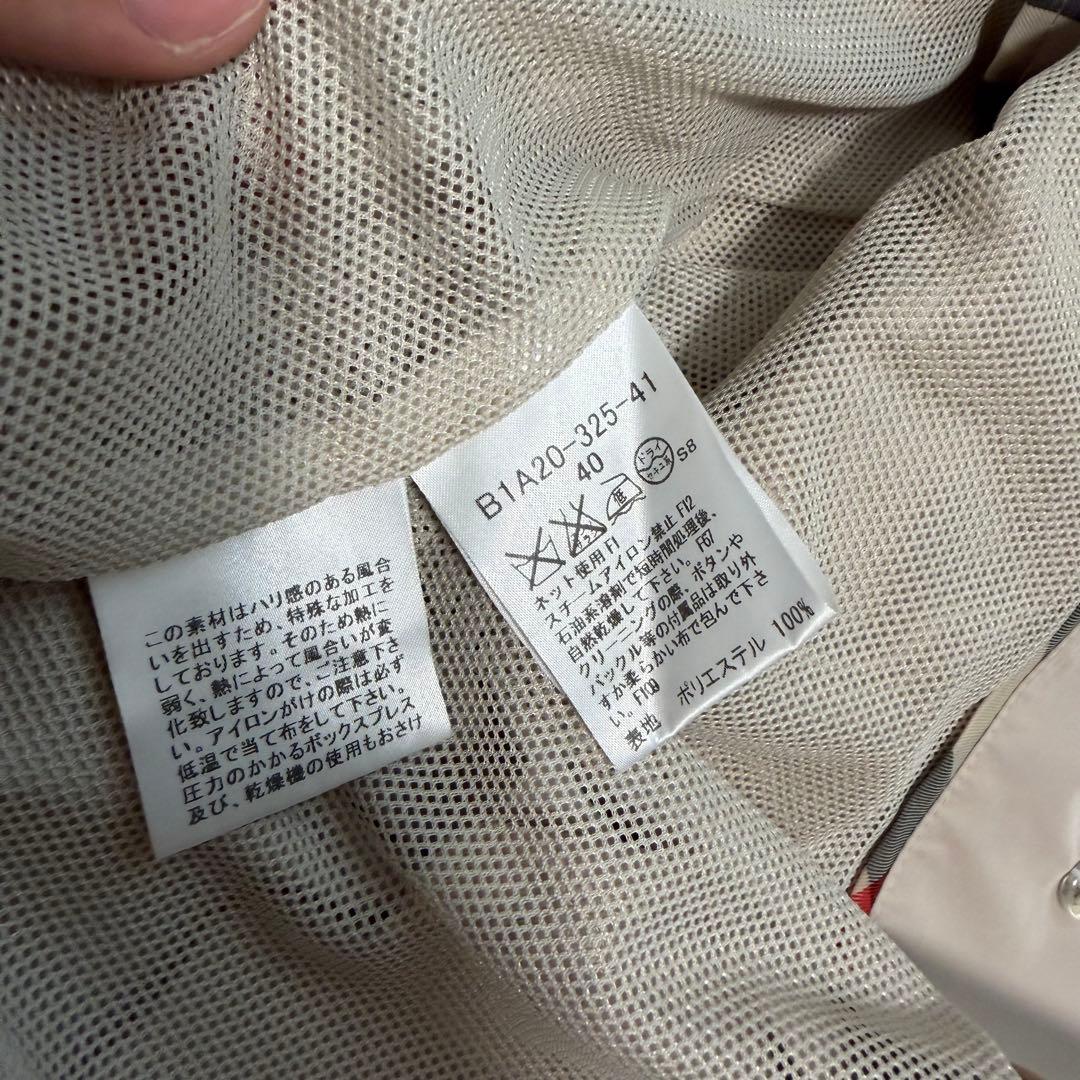 この素材はハリ感のある風合
いを出すため、特殊な加工を
しております。そのため熱に
弱く、熱によって風合いが変
化致しますので、ご注意下さ
い。アイロンがけの際は必ず
低温で当て布をして下さい。
圧力のかかるボックスプレス
及び、乾燥機の使用もおさけ
B1A20-325-41
40
低
ドライ
セキユ系
S8
ネット使用 F1
スチームアイロン禁止 F12
石油系溶剤で短時間処理後、
自然乾燥して下さい。 F67
クリーニングの際、ボタンや
バックル等の付属品は取り外
すか柔らかい布で包んで下さ
い。 F109
表地 ポリエステル 100%